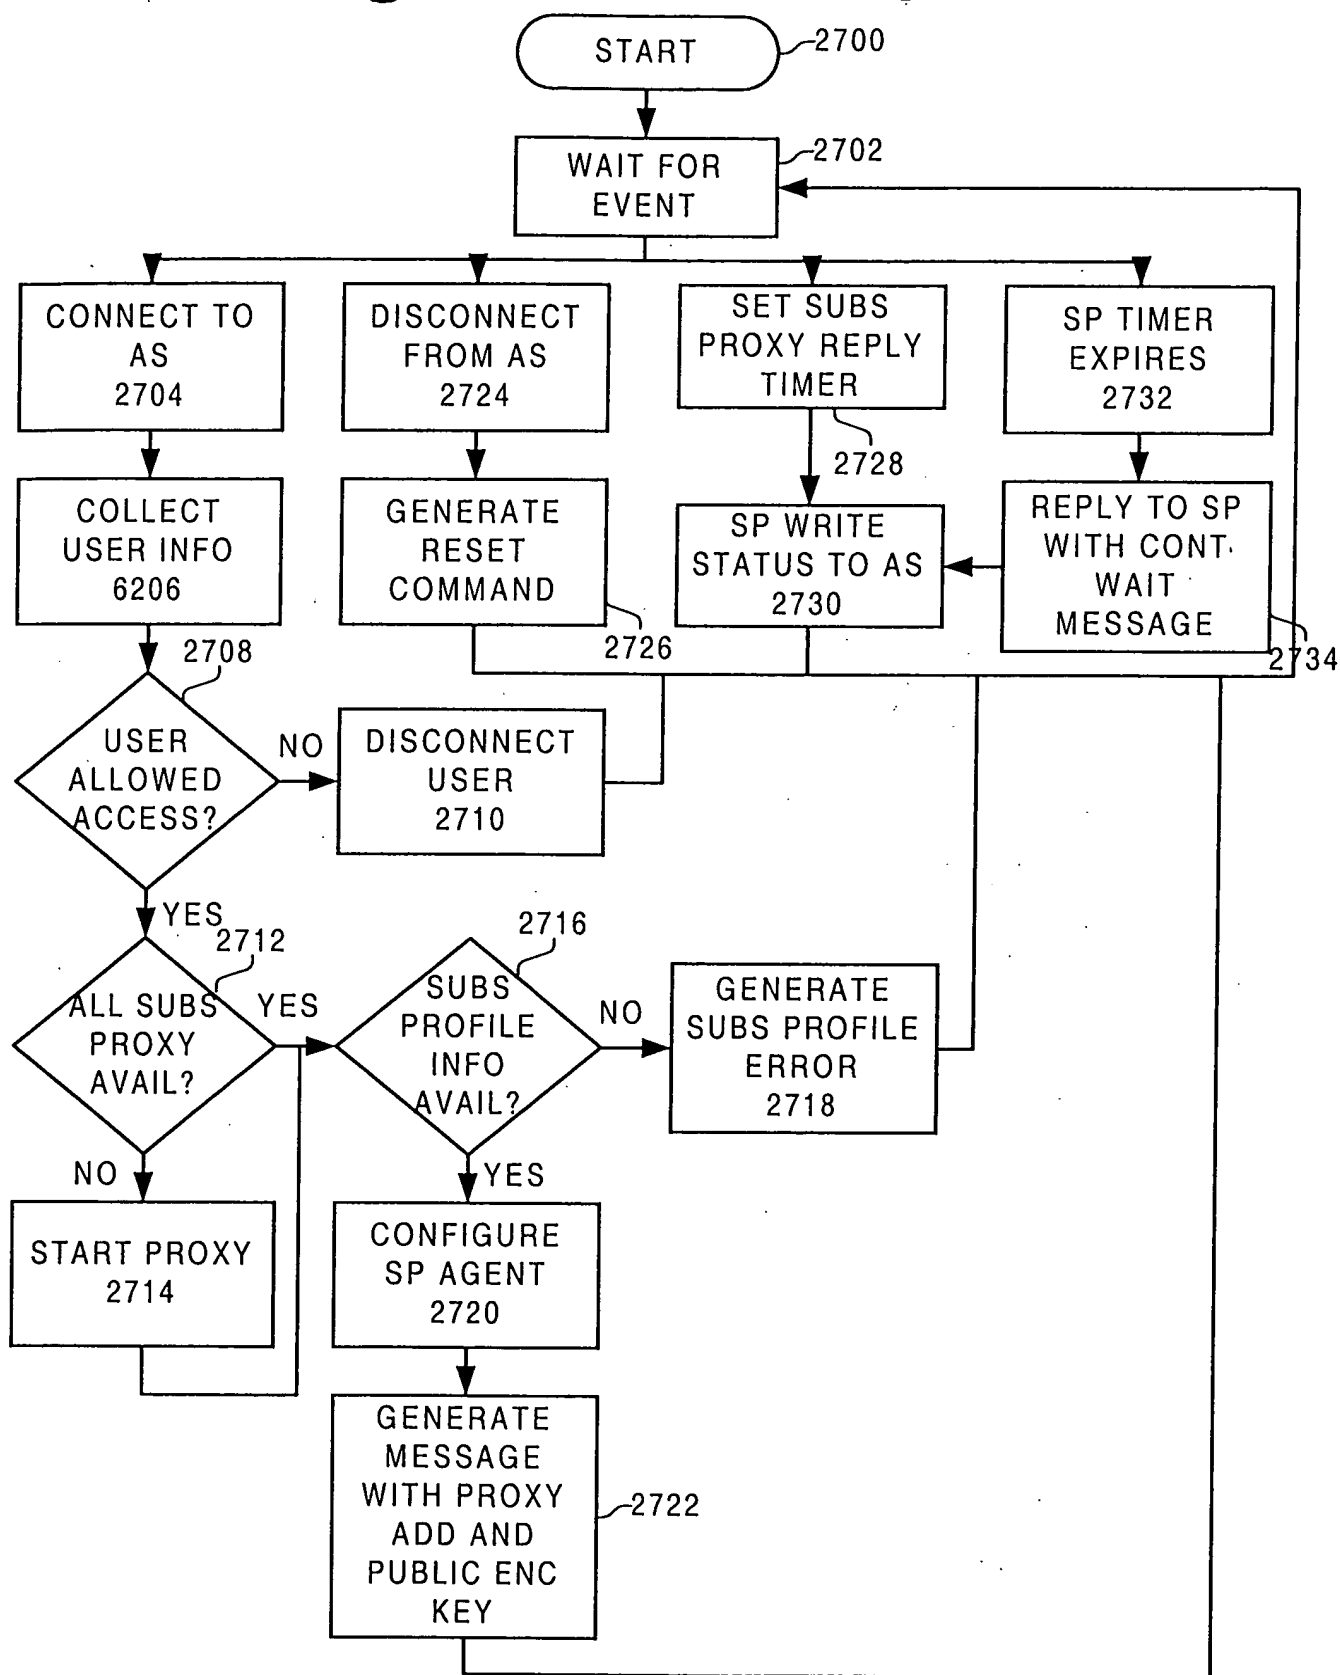 START
2700
WAIT FOR
EVENT
2702
CONNECT TO
AS
2704
DISCONNECT
FROM AS
2724
SET SUBS
PROXY REPLY
TIMER
2728
SP TIMER
EXPIRES
2732
COLLECT
USER INFO
6206
GENERATE
RESET
COMMAND
2726
SP WRITE
STATUS TO AS
2730
REPLY TO SP
WITH CONT
WAIT
MESSAGE
2734
2708
USER
ALLOWED
ACCESS?
NO
DISCONNECT
USER
2710
YES
2712
ALL SUBS
PROXY
AVAIL?
YES
2716
SUBS
PROFILE
INFO
AVAIL?
NO
GENERATE
SUBS PROFILE
ERROR
2718
NO
START PROXY
2714
YES
CONFIGURE
SP AGENT
2720
GENERATE
MESSAGE
WITH PROXY
ADD AND
PUBLIC ENC
KEY
2722